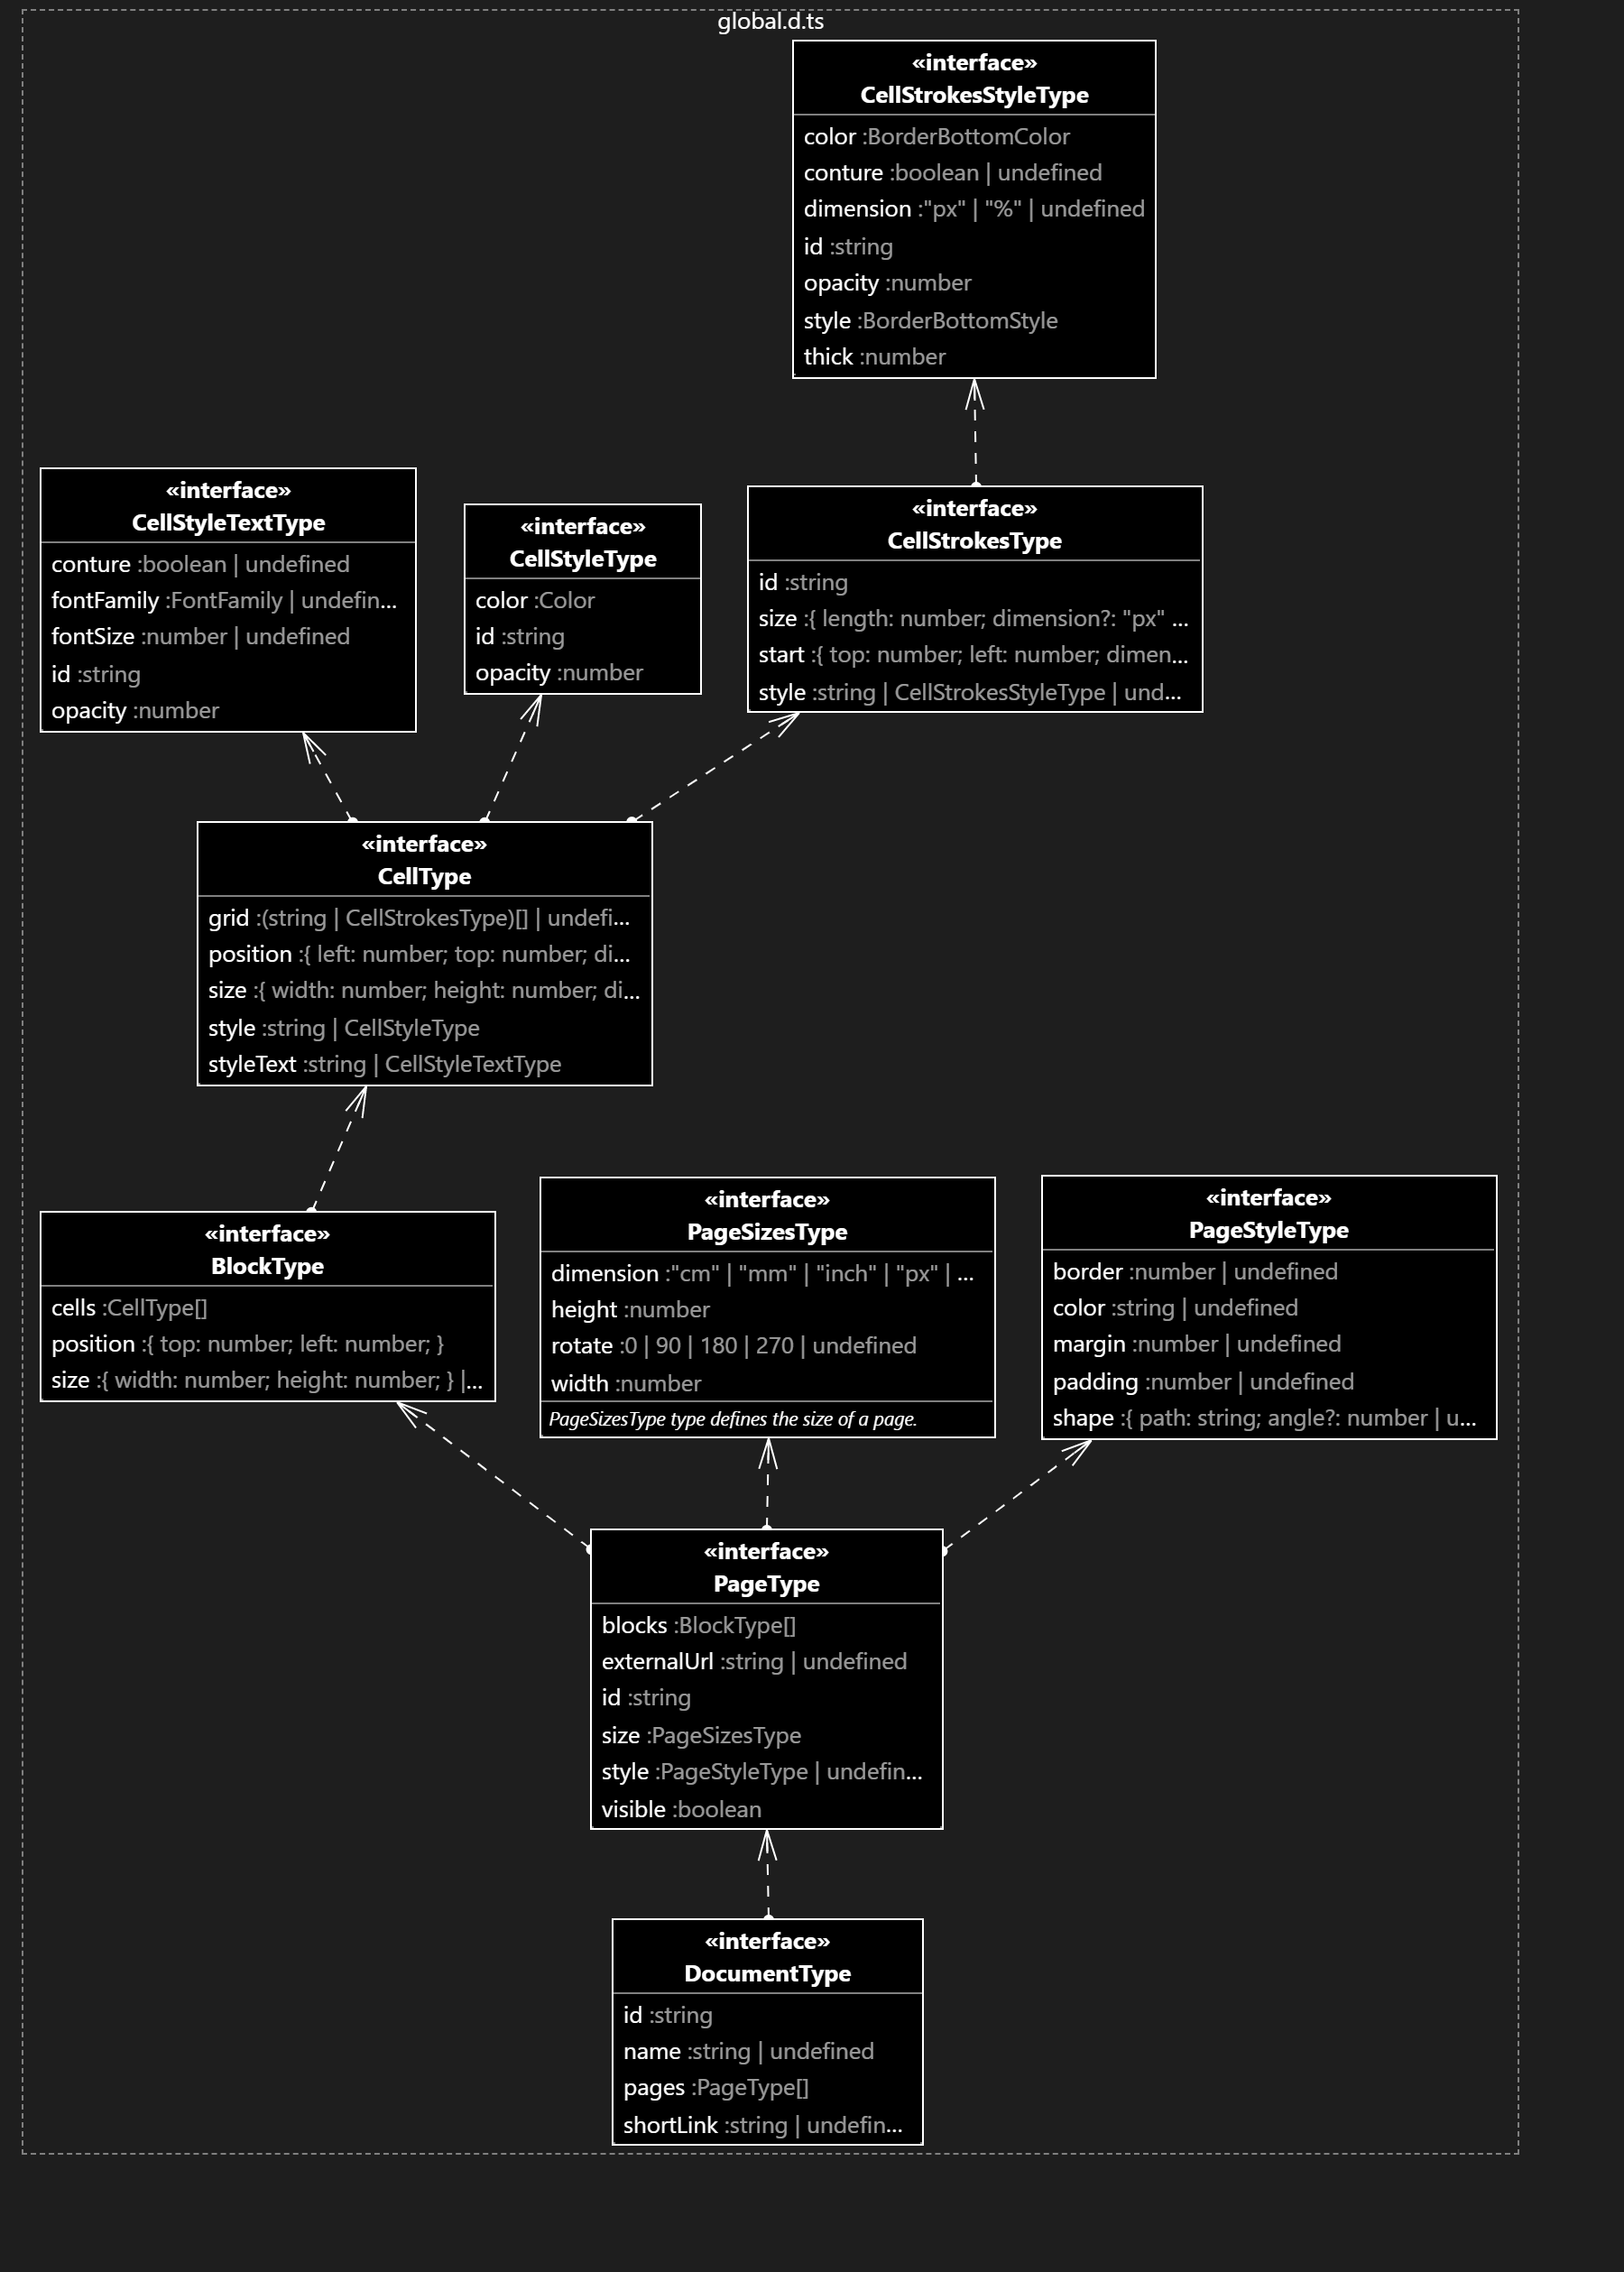 global.d.ts
«interface»
CellStrokesStyleType
color :BorderBottomColor
conture :boolean | undefined
dimension :"px" | "%" | undefined
id :string
opacity :number
style :BorderBottomStyle
thick :number
«interface»
CellStyleTextType
conture :boolean | undefined
fontFamily :FontFamily | undefin...
fontSize :number | undefined
id :string
opacity :number
«interface»
CellStyleType
color :Color
id :string
opacity :number
«interface»
CellStrokesType
id :string
size :{ length: number; dimension?: "px" ...
start :{ top: number; left: number; dimen...
style :string | CellStrokesStyleType | und...
«interface»
CellType
grid :(string | CellStrokesType)[] | undefi...
position :{ left: number; top: number; di...
size :{ width: number; height: number; di...
style :string | CellStyleType
styleText :string | CellStyleTextType
«interface»
BlockType
cells :CellType[]
position :{ top: number; left: number; }
size :{ width: number; height: number; } |...
«interface»
PageSizesType
dimension :"cm" | "mm" | "inch" | "px" | ...
height :number
rotate :0 | 90 | 180 | 270 | undefined
width :number
PageSizesType type defines the size of a page.
«interface»
PageStyleType
border :number | undefined
color :string | undefined
margin :number | undefined
padding :number | undefined
shape :{ path: string; angle?: number | u...
«interface»
PageType
blocks :BlockType[]
externalUrl :string | undefined
id :string
size :PageSizesType
style :PageStyleType | undefin...
visible :boolean
«interface»
DocumentType
id :string
name :string | undefined
pages :PageType[]
shortLink :string | undefin...